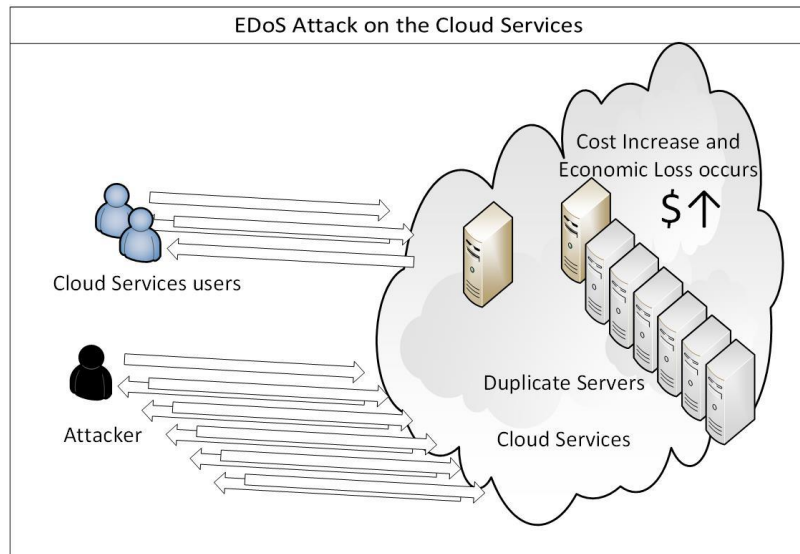 EDoS Attack on the Cloud Services
Cost Increase and
Economic Loss occurs
$↑
Cloud Services users
Duplicate Servers
Attacker
Cloud Services